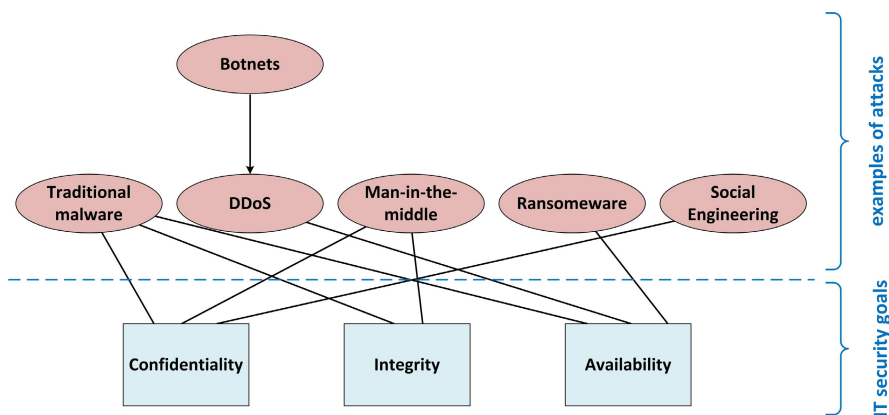 Botnets
examples of attacks
Traditional
malware
DDoS
Man-in-the-
middle
Ransomeware
Social
Engineering
Confidentiality
Integrity
Availability
IT security goals